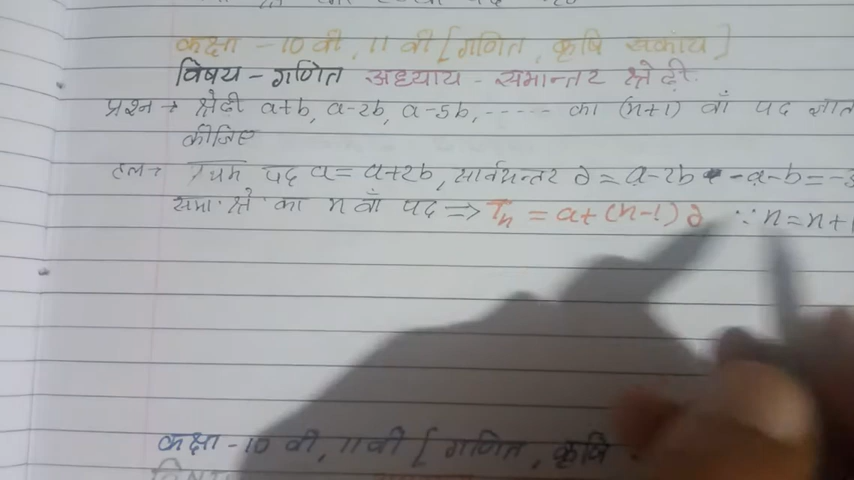 कक्षा - 10 वी, 11 वी [गणित, कृषि संकाय]
विषय - गणित अध्याय - समान्तर श्रेढ़ी
प्रश्न → श्रेढी a+b, a-2b, a-5b, ----- का (n+1) वाँ पद ज्ञात
कीजिए
हल→ पद a = a+2b, सार्वअन्तर d = a-2b - a-b = -3
समा. श्रे. का n वाँ पद ⇒ Tn = a+(n-1) d ∵ n = n+1
कक्षा - 10 वी, 11 वी [गणित, कृषि